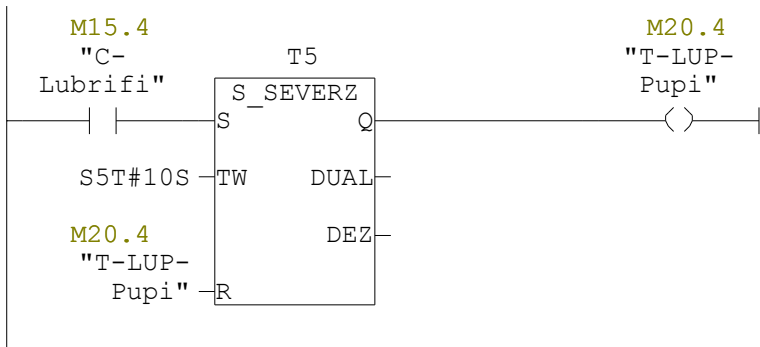 M15.4
"C-
Lubrifi"
T5
M20.4
"T-LUP-
Pupi"
S_SEVERZ
S
Q
S5T#10S
TW
DUAL
M20.4
"T-LUP-
Pupi"
DEZ
R